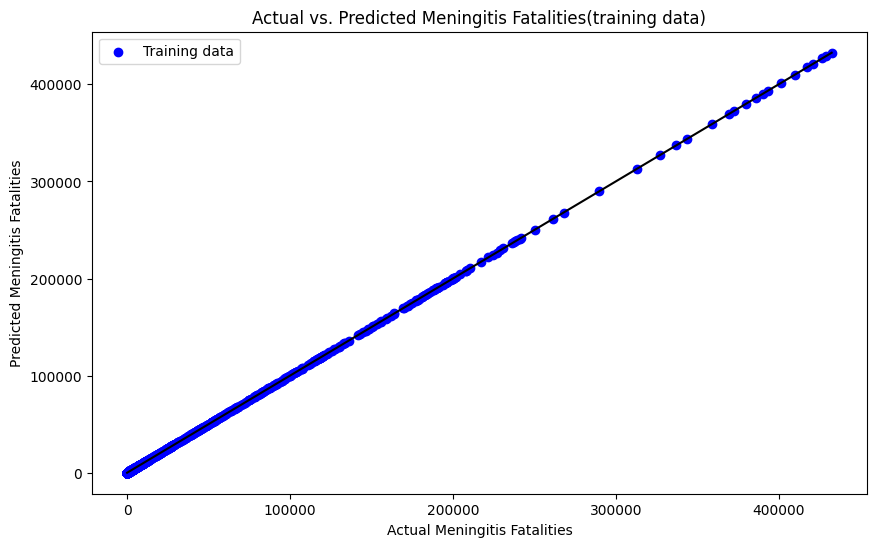 Actual vs. Predicted Meningitis Fatalities(training data)
Training data
400000
300000
200000
100000
0
Predicted Meningitis Fatalities
0 100000 200000 300000 400000
Actual Meningitis Fatalities